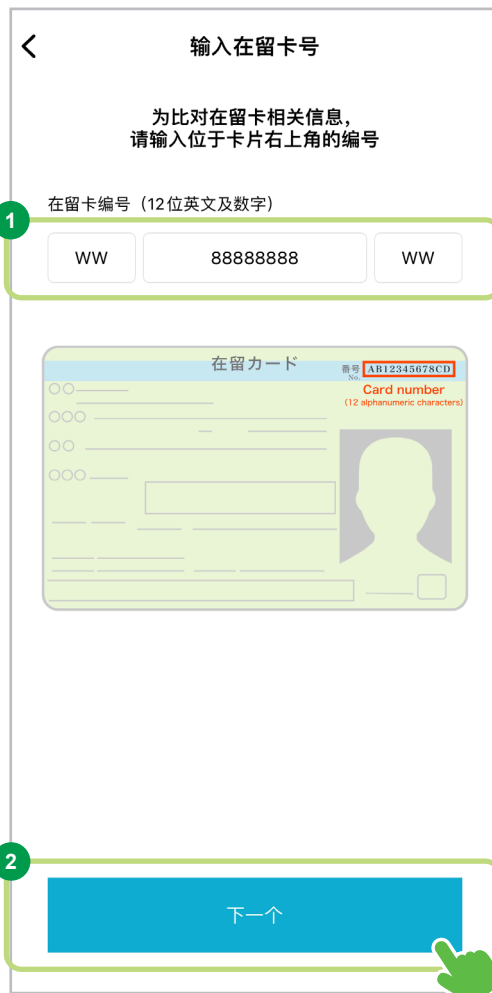 输入在留卡号
为比对在留卡相关信息，
请输入位于卡片右上角的编号
在留卡编号（12位英文及数字）
1
WW 88888888 WW
在留カード
番号 AB12345678CD
No.
Card number
(12 alphanumeric characters)
2
下一个